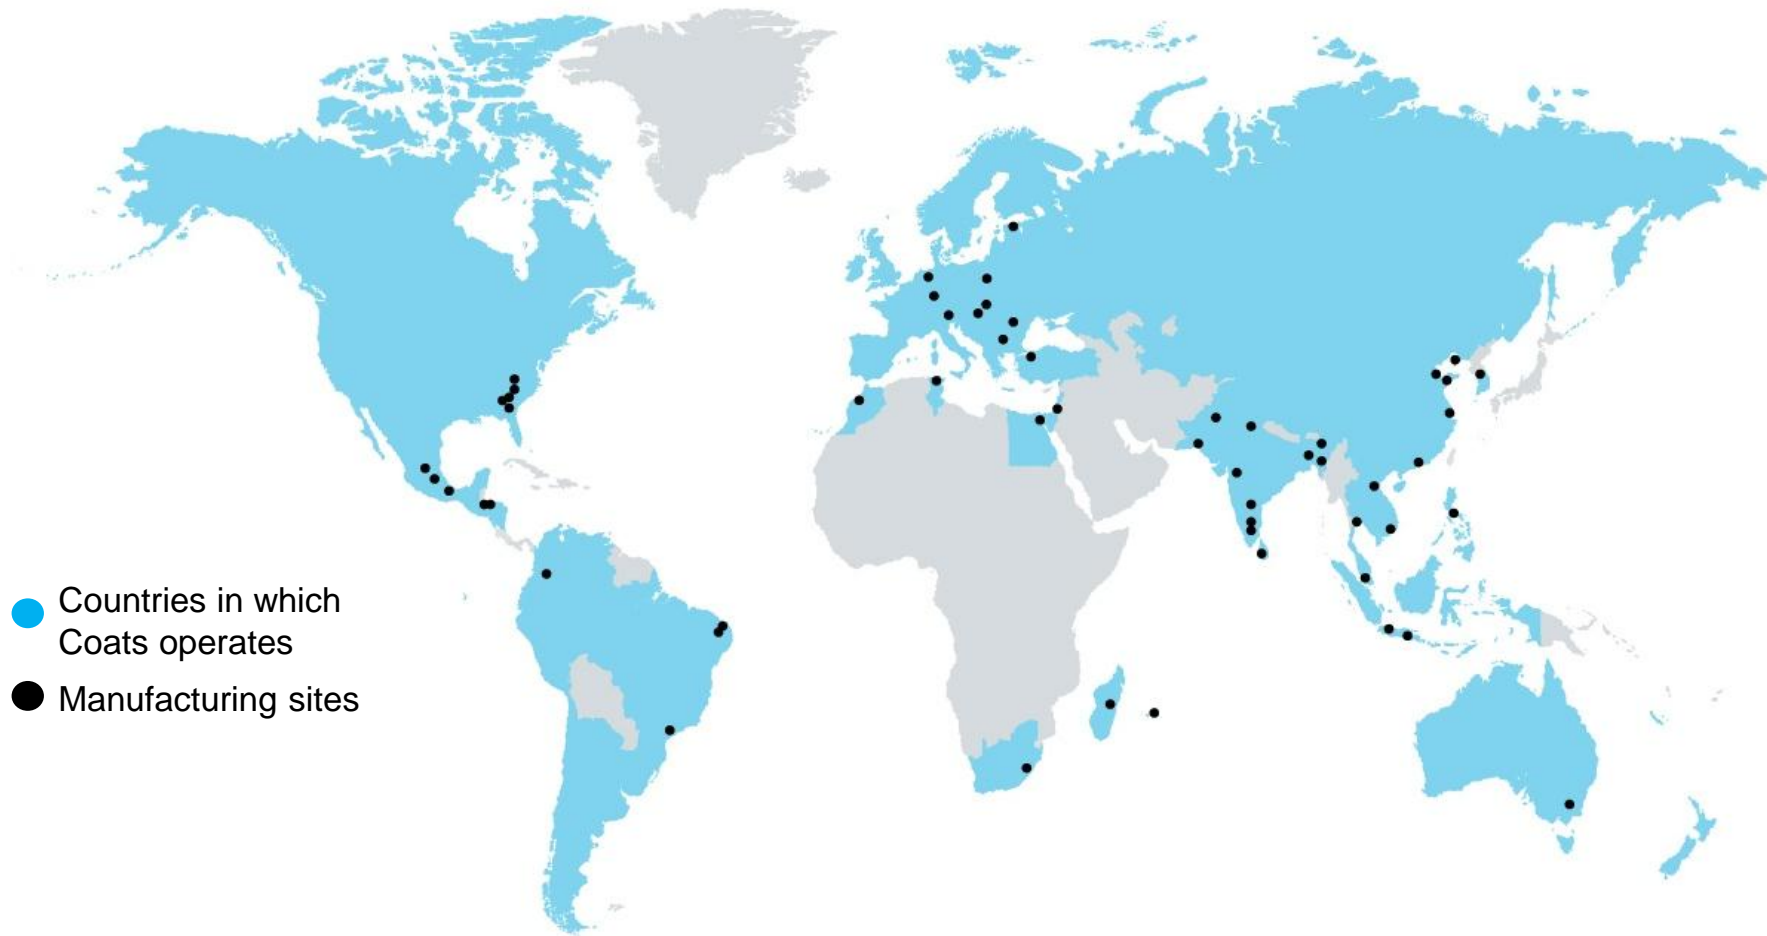 Countries in which
Coats operates
Manufacturing sites